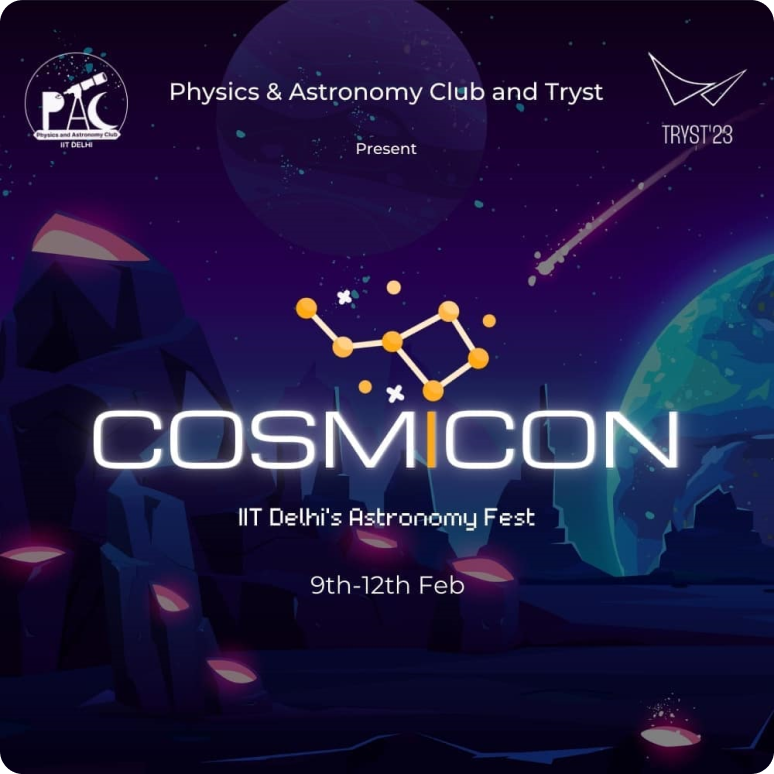 Physics & Astronomy Club and Tryst
Present
PAC
Physics and Astronomy Club
IIT DELHI
TRYST'23
COSMICON
IIT Delhi's Astronomy Fest
9th-12th Feb